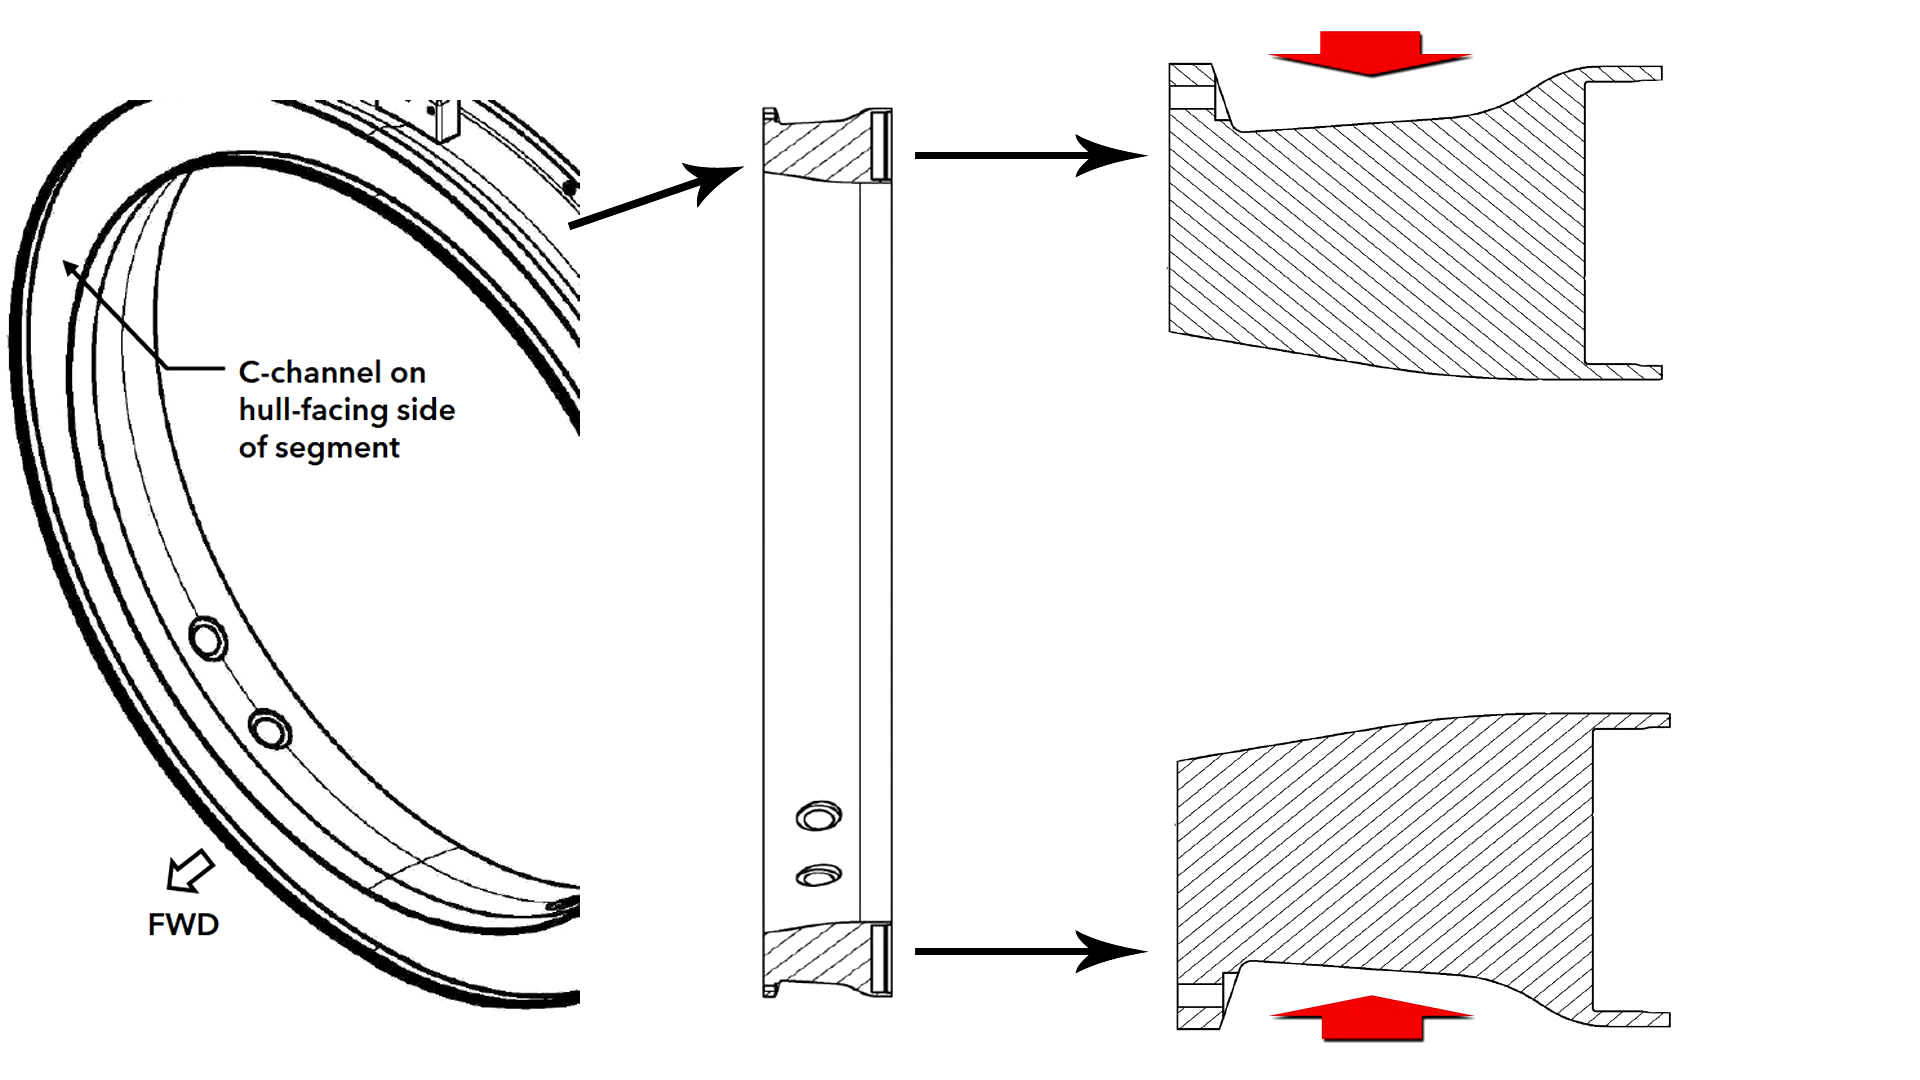 C-channel on
hull-facing side
of segment
FWD